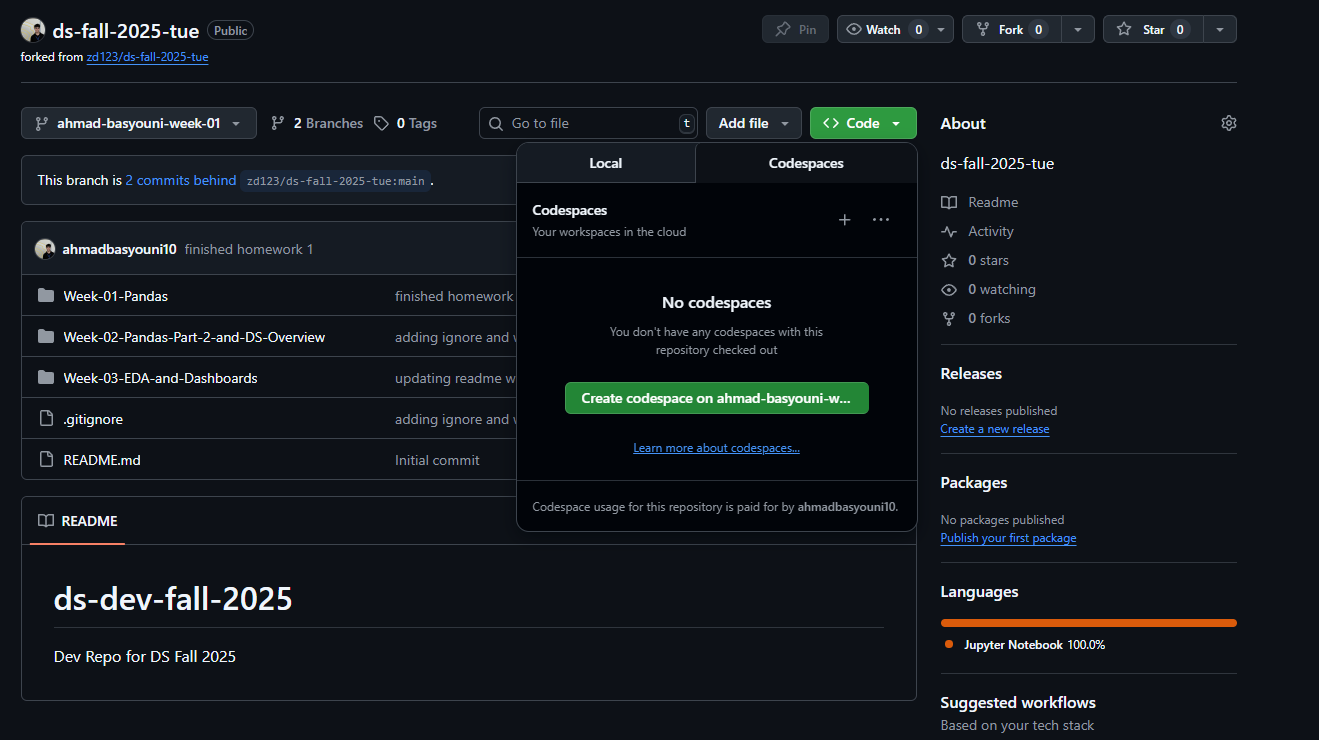 ds-fall-2025-tue Public
Pin
Watch 0
Fork 0
Star 0
forked from zd123/ds-fall-2025-tue
ahmad-basyouni-week-01
2 Branches
0 Tags
Go to file t
Add file
<> Code
This branch is 2 commits behind zd123/ds-fall-2025-tue:main .
ahmadbasyouni10 finished homework 1
Week-01-Pandas finished homework
Week-02-Pandas-Part-2-and-DS-Overview adding ignore and
Week-03-EDA-and-Dashboards updating readme w
.gitignore adding ignore and
README.md Initial commit
Local
Codespaces
Codespaces
Your workspaces in the cloud
No codespaces
You don't have any codespaces with this
repository checked out
Create codespace on ahmad-basyouni-w...
Learn more about codespaces...
Codespace usage for this repository is paid for by ahmadbasyouni10.
README
ds-dev-fall-2025
Dev Repo for DS Fall 2025
About
ds-fall-2025-tue
Readme
Activity
0 stars
0 watching
0 forks
Releases
No releases published
Create a new release
Packages
No packages published
Publish your first package
Languages
Jupyter Notebook 100.0%
Suggested workflows
Based on your tech stack